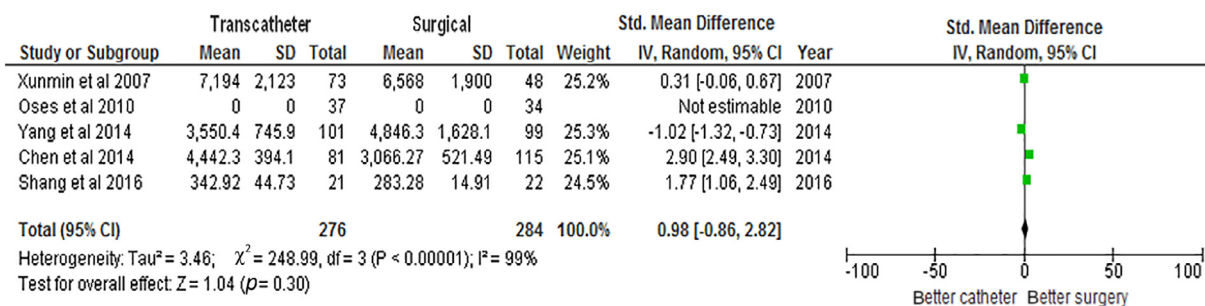 Transcatheter Surgical Std. Mean Difference Std. Mean Difference
Study or Subgroup Mean SD Total Mean SD Total Weight IV, Random, 95% CI Year IV, Random, 95% CI
Xunmin et al 2007 7,194 2,123 73 6,568 1,900 48 25.2% 0.31 [-0.06, 0.67] 2007
Oses et al 2010 0 0 37 0 0 34 Not estimable 2010
Yang et al 2014 3,550.4 745.9 101 4,846.3 1,628.1 99 25.3% -1.02 [-1.32, -0.73] 2014
Chen et al 2014 4,442.3 394.1 81 3,066.27 521.49 115 25.1% 2.90 [2.49, 3.30] 2014
Shang et al 2016 342.92 44.73 21 283.28 14.91 22 24.5% 1.77 [1.06, 2.49] 2016
Total (95% CI) 276 284 100.0% 0.98 [-0.86, 2.82]
Heterogeneity: Tau² = 3.46; χ² = 248.99, df = 3 (P < 0.00001); I² = 99%
Test for overall effect: Z = 1.04 (p = 0.30)
-100 -50 0 50 100
Better catheter Better surgery